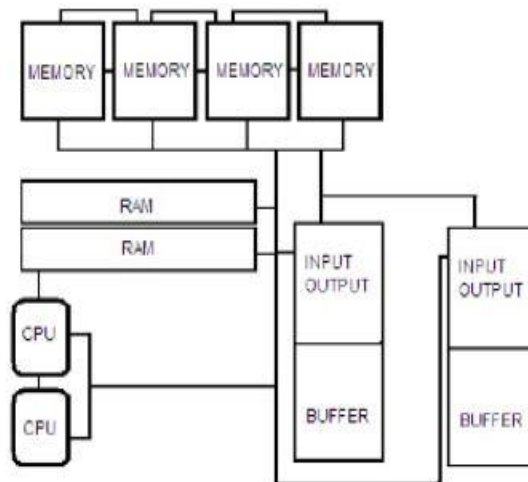 MEMORY MEMORY MEMORY MEMORY
RAM
RAM
INPUT
OUTPUT
BUFFER
INPUT
OUTPUT
BUFFER
CPU
CPU